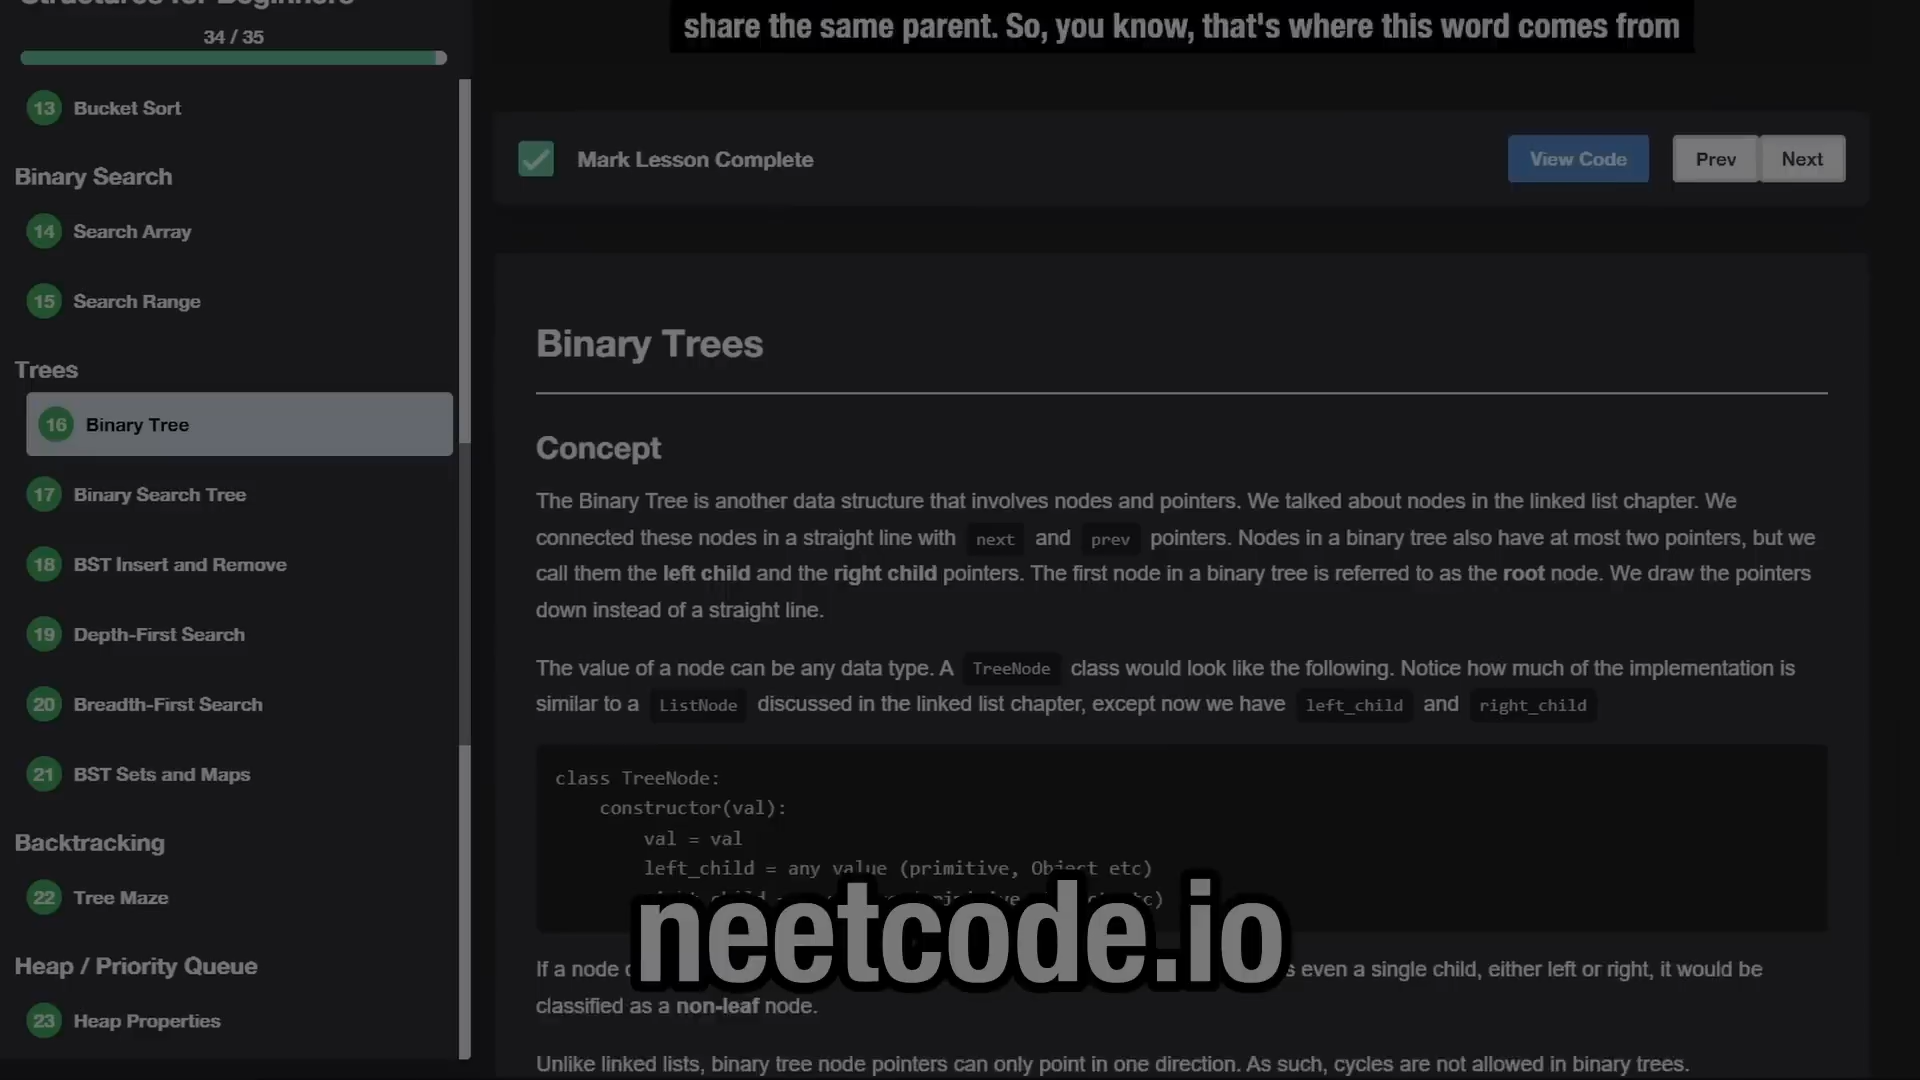 Structures for Beginners
34 / 35
13 Bucket Sort
Binary Search
14 Search Array
15 Search Range
Trees
16 Binary Tree
17 Binary Search Tree
18 BST Insert and Remove
19 Depth-First Search
20 Breadth-First Search
21 BST Sets and Maps
Backtracking
22 Tree Maze
Heap / Priority Queue
23 Heap Properties
share the same parent. So, you know, that's where this word comes from
Mark Lesson Complete
View Code
Prev
Next
Binary Trees
Concept
The Binary Tree is another data structure that involves nodes and pointers. We talked about nodes in the linked list chapter. We
connected these nodes in a straight line with next and prev pointers. Nodes in a binary tree also have at most two pointers, but we
call them the left child and the right child pointers. The first node in a binary tree is referred to as the root node. We draw the pointers
down instead of a straight line.
The value of a node can be any data type. A TreeNode class would look like the following. Notice how much of the implementation is
similar to a ListNode discussed in the linked list chapter, except now we have left_child and right_child
class TreeNode:
constructor(val):
val = val
left_child = any value (primitive, Object etc)
neetcode.io
If a node even a single child, either left or right, it would be
classified as a non-leaf node.
Unlike linked lists, binary tree node pointers can only point in one direction. As such, cycles are not allowed in binary trees.